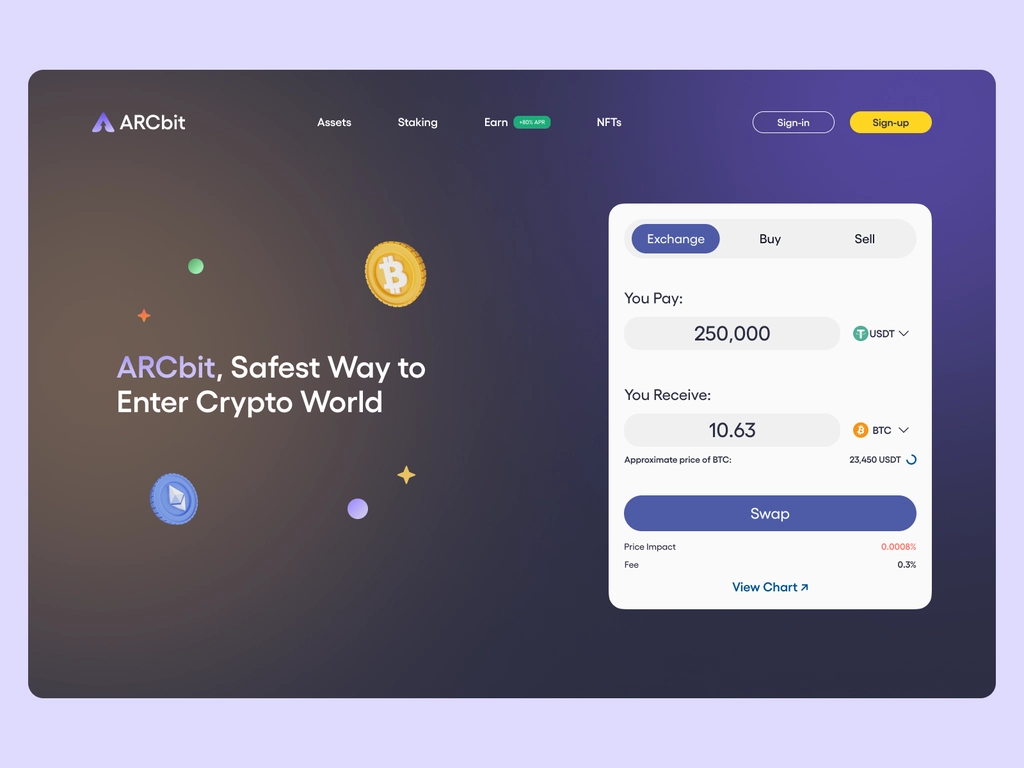 ARCbit
Assets
Staking
Earn
+80% APR
NFTs
Sign-in
Sign-up
Exchange
Buy
Sell
You Pay:
250,000
USDT
ARCbit, Safest Way to
Enter Crypto World
You Receive:
10.63
BTC
Approximate price of BTC:
23,450 USDT
Swap
Price Impact
0.0008%
Fee
0.3%
View Chart